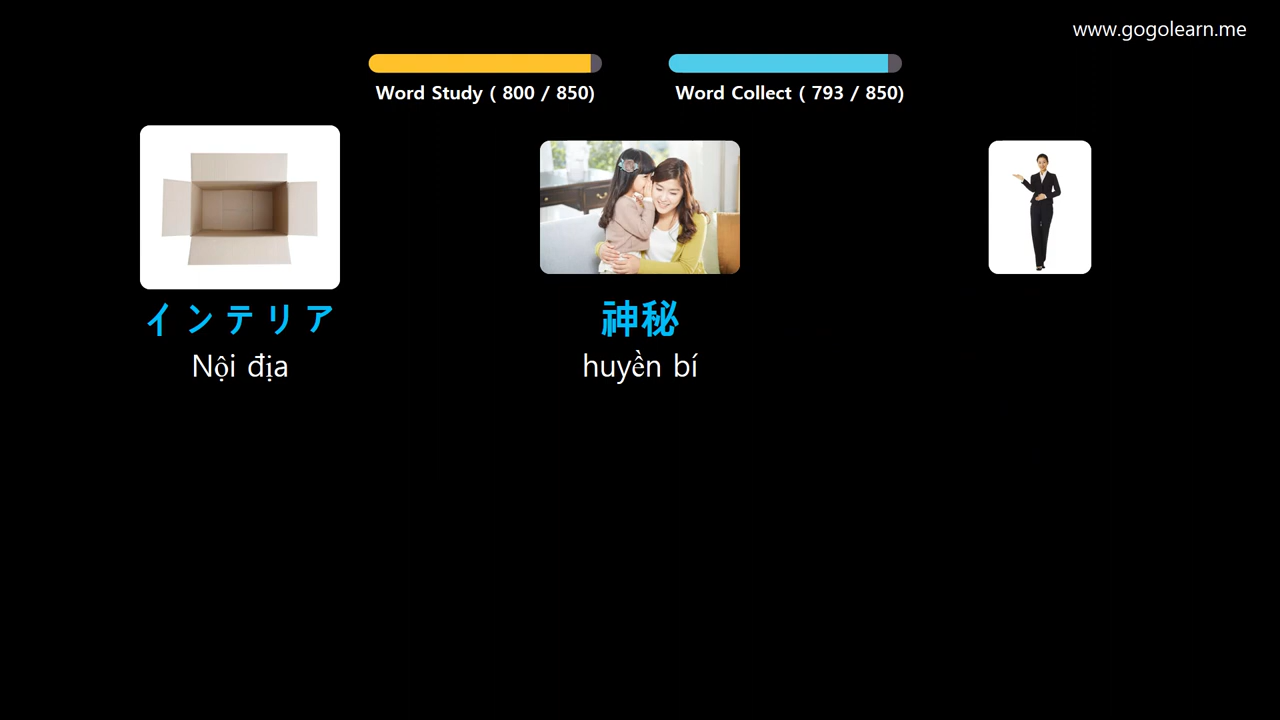 www.gogolearn.me
Word Study ( 800 / 850)
Word Collect ( 793 / 850)
インテリア
神秘
Nội địa
huyền bí